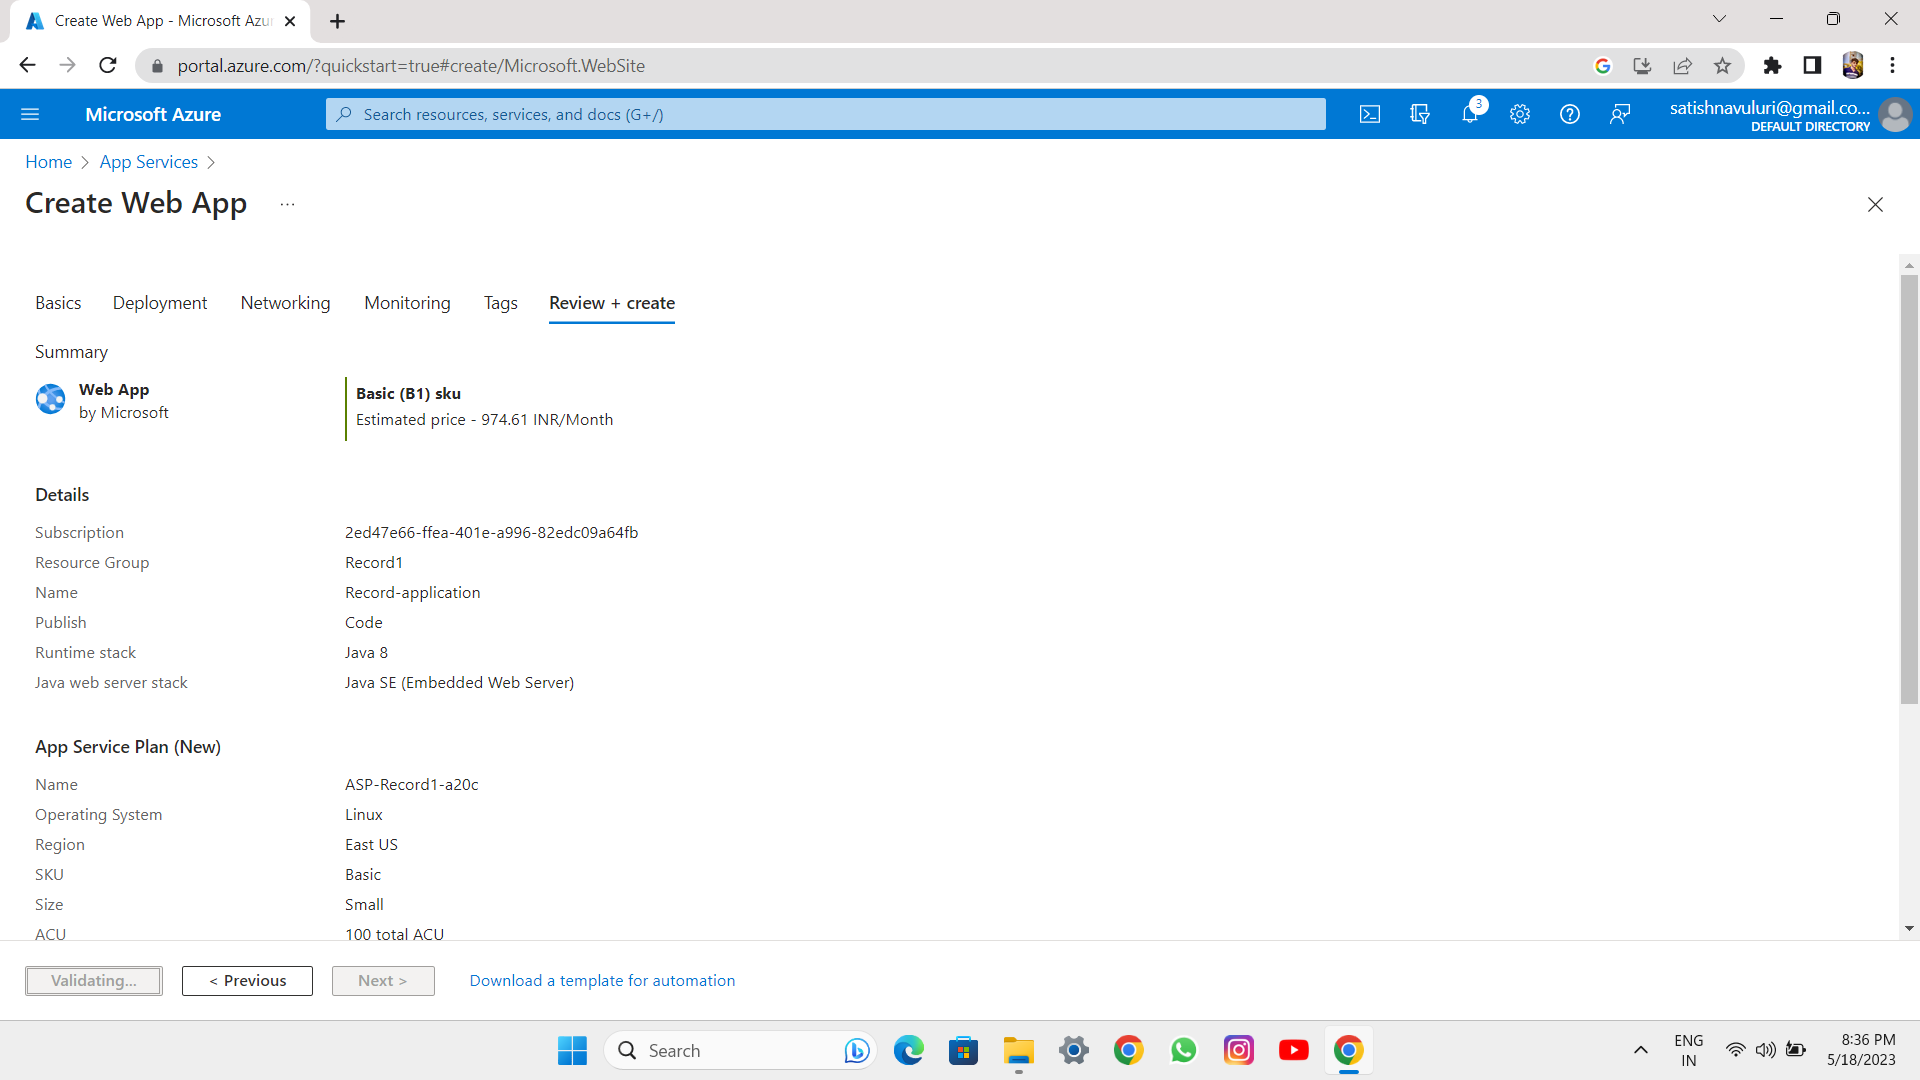 Create Web App - Microsoft Azu
portal.azure.com/?quickstart=true#create/Microsoft.WebSite
Microsoft Azure
Search resources, services, and docs (G+/)
3
satishnavuluri@gmail.co...
DEFAULT DIRECTORY
Home > App Services >
Create Web App ...
Basics Deployment Networking Monitoring Tags Review + create
Summary
Web App
by Microsoft
Basic (B1) sku
Estimated price - 974.61 INR/Month
Details
Subscription 2ed47e66-ffea-401e-a996-82edc09a64fb
Resource Group Record1
Name Record-application
Publish Code
Runtime stack Java 8
Java web server stack Java SE (Embedded Web Server)
App Service Plan (New)
Name ASP-Record1-a20c
Operating System Linux
Region East US
SKU Basic
Size Small
ACU 100 total ACU
Validating... < Previous Next > Download a template for automation
Search
ENG
IN
8:36 PM
5/18/2023